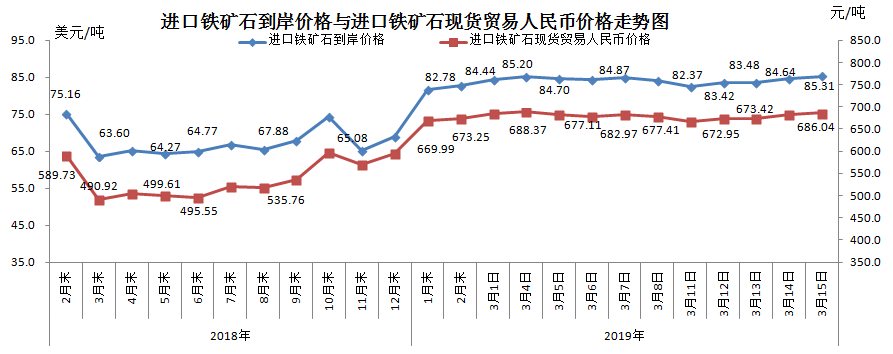 进口铁矿石到岸价格与进口铁矿石现货贸易人民币价格走势图
美元/吨
元/吨
进口铁矿石到岸价格
进口铁矿石现货贸易人民币价格
95.0
85.0
75.0
65.0
55.0
45.0
35.0
850.0
800.0
750.0
700.0
650.0
600.0
550.0
500.0
450.0
400.0
350.0
75.16
63.60
64.27
64.77
67.88
65.08
82.78
84.44
85.20
84.70
84.87
82.37
83.42
83.48
84.64
85.31
589.73
490.92
499.61
495.55
535.76
669.99
673.25
688.37
677.11
682.97
677.41
672.95
673.42
686.04
2月末
3月末
4月末
5月末
6月末
7月末
8月末
9月末
10月末
11月末
12月末
1月末
2月末
3月1日
3月4日
3月5日
3月6日
3月7日
3月8日
3月11日
3月12日
3月13日
3月14日
3月15日
2018年
2019年